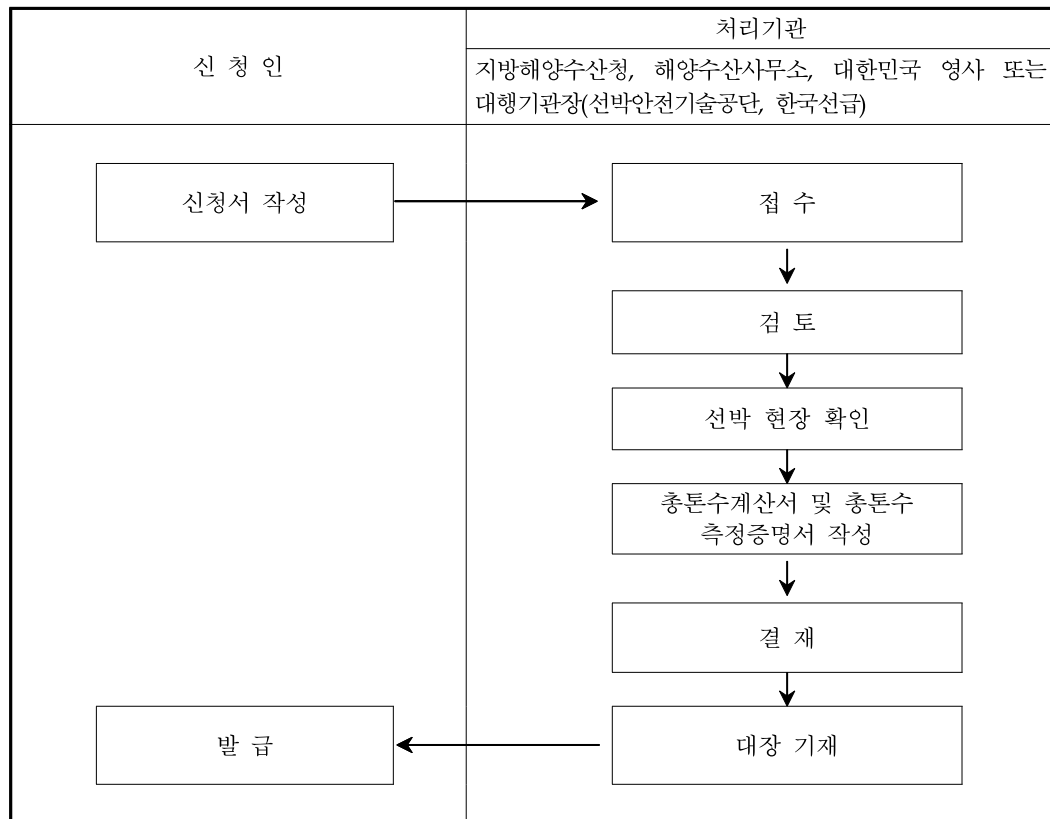 신 청 인
처리기관
지방해양수산청, 해양수산사무소, 대한민국 영사 또는
대행기관장(선박안전기술공단, 한국선급)
신청서 작성
접 수
검 토
선박 현장 확인
총톤수계산서 및 총톤수
측정증명서 작성
결 재
발 급
대장 기재